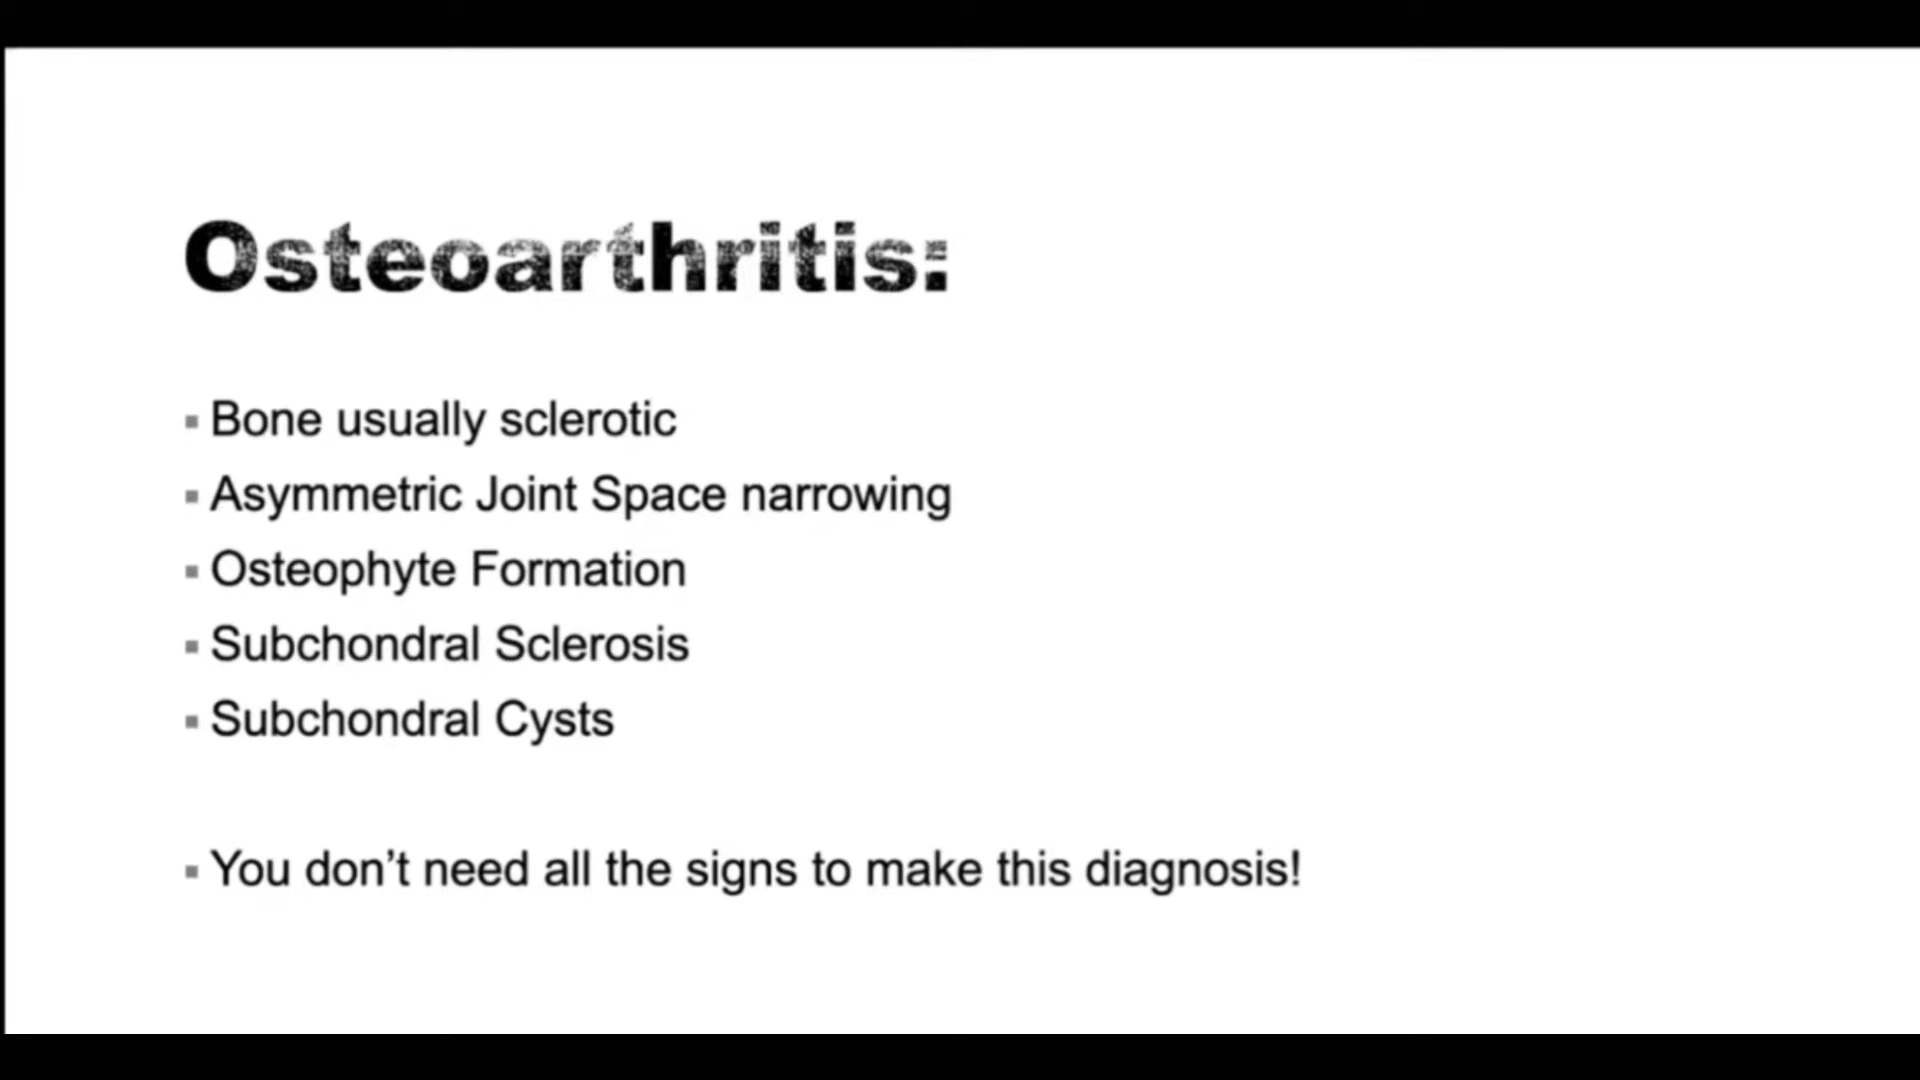 Osteoarthritis:
▪ Bone usually sclerotic
▪ Asymmetric Joint Space narrowing
▪ Osteophyte Formation
▪ Subchondral Sclerosis
▪ Subchondral Cysts
▪ You don’t need all the signs to make this diagnosis!